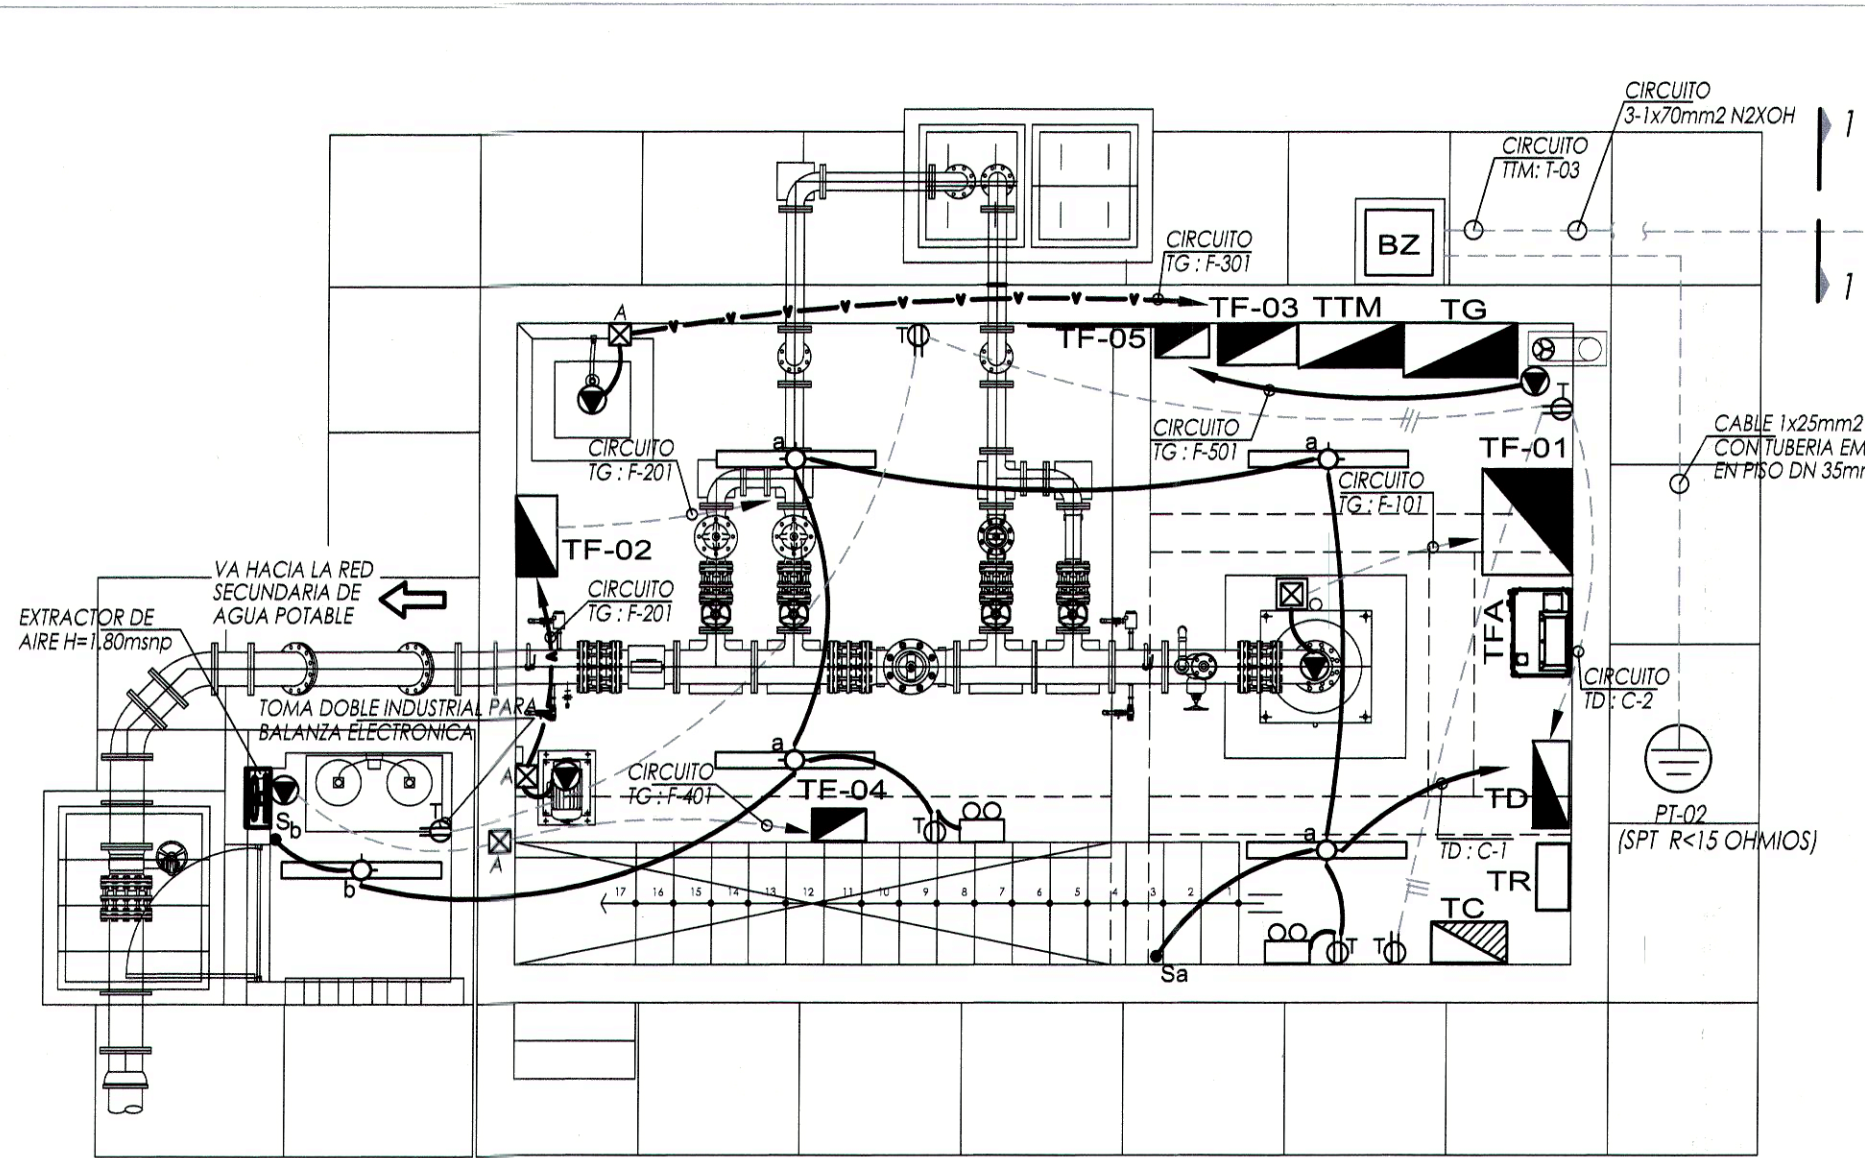 CIRCUITO
3-1x70mm2 N2XOH
1
CIRCUITO
TTM: T-03
BZ
CIRCUITO
TG : F-301
1
TF-03 TTM TG
A
T
TF-05
T
CIRCUITO
TG : F-501
CABLE 1x25mm2
CON TUBERIA EM
EN PISO DN 35mm
a
a
CIRCUITO
TG : F-201
TF-01
CIRCUITO
TG : F-101
TF-02
VA HACIA LA RED
SECUNDARIA DE
AGUA POTABLE
CIRCUITO
TG : F-201
EXTRACTOR DE
AIRE H=1.80msnp
TFA
CIRCUITO
TD : C-2
TOMA DOBLE INDUSTRIAL PARA
BALANZA ELECTRONICA
a
A
CIRCUITO
TG : F-401
TF-04
TD
PT-02
(SPT R<15 OHMIOS)
T
Sb
T
A
a
TD : C-1
b
TR
17 16 15 14 13 12 11 10 9 8 7 6 5 4 3 2 1
TC
T T
Sa